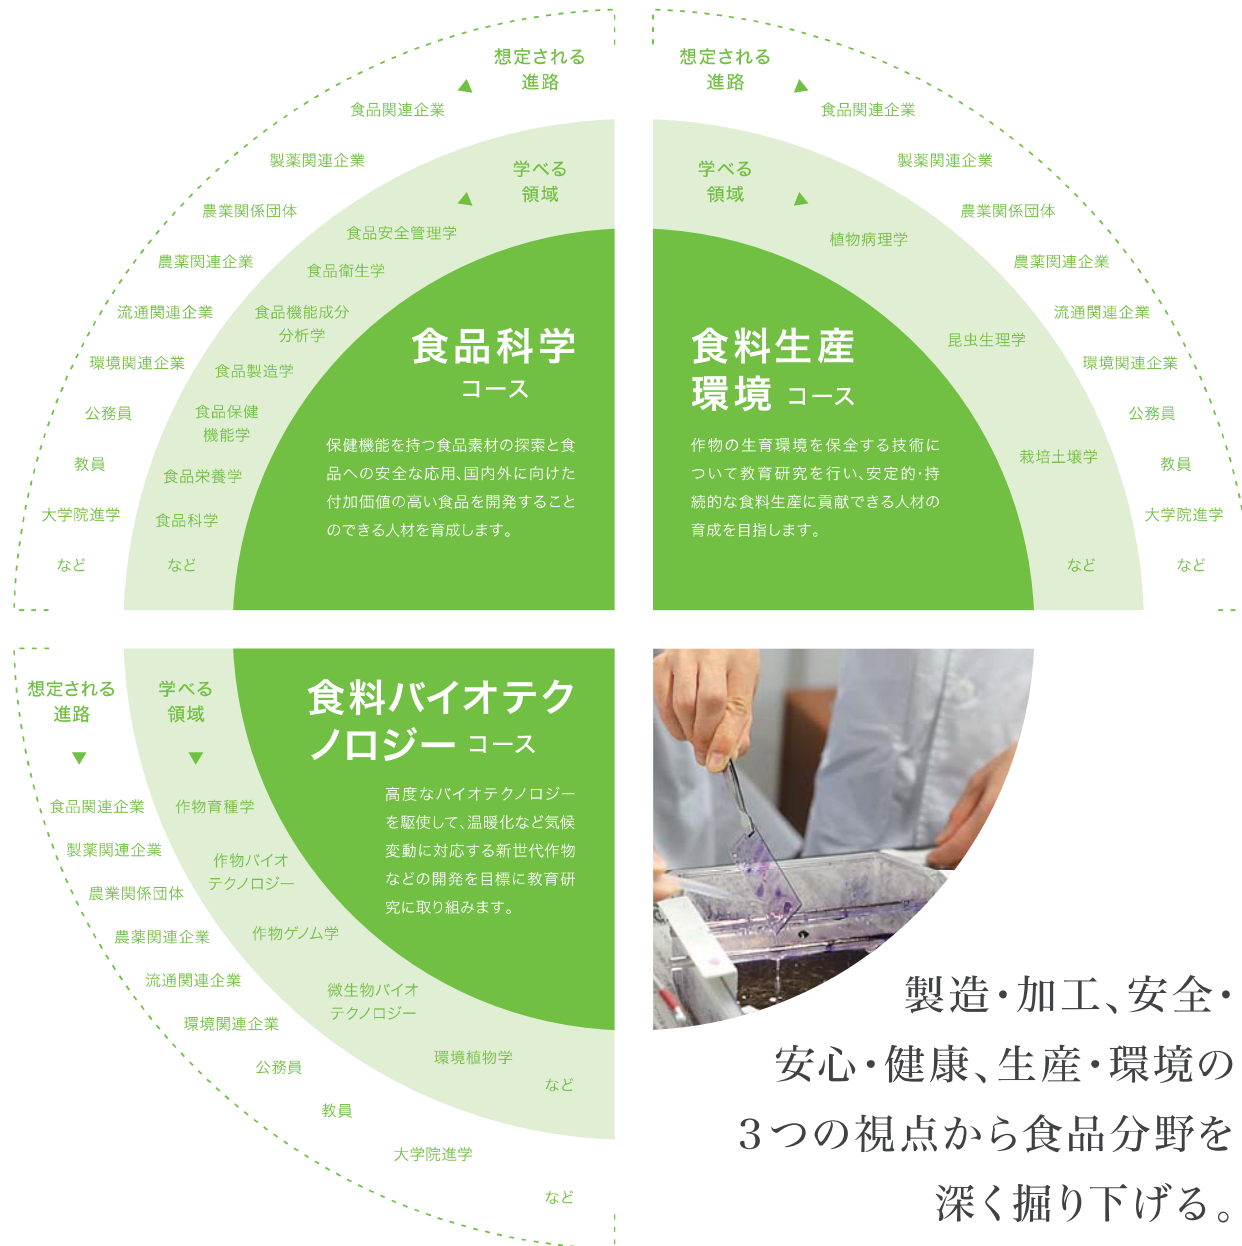 想定される
進路
食品関連企業
製薬関連企業
農業関係団体
農薬関連企業
流通関連企業
環境関連企業
公務員
教員
大学院進学
など
学べる
領域
食品安全管理学
食品衛生学
食品機能成分
分析学
食品製造学
食品保健
機能学
食品栄養学
食品科学
など
食品科学
コース
保健機能を持つ食品素材の探索と食
品への安全な応用、国内外に向けた
付加価値の高い食品を開発すること
のできる人材を育成します。
想定される
進路
食品関連企業
製薬関連企業
農業関係団体
農薬関連企業
流通関連企業
環境関連企業
公務員
教員
大学院進学
など
学べる
領域
植物病理学
昆虫生理学
栽培土壌学
など
食料生産
環境 コース
作物の生育環境を保全する技術に
ついて教育研究を行い、安定的・持
続的な食料生産に貢献できる人材の
育成を目指します。
想定される
進路
食品関連企業
製薬関連企業
農業関係団体
農薬関連企業
流通関連企業
環境関連企業
公務員
教員
大学院進学
など
学べる
領域
作物育種学
作物バイオ
テクノロジー
作物ゲノム学
微生物バイオ
テクノロジー
環境植物学
など
食料バイオテク
ノロジー コース
高度なバイオテクノロジー
を駆使して、温暖化など気候
変動に対応する新世代作物
などの開発を目標に教育研
究に取り組みます。
製造・加工、安全・
安心・健康、生産・環境の
３つの視点から食品分野を
深く掘り下げる。